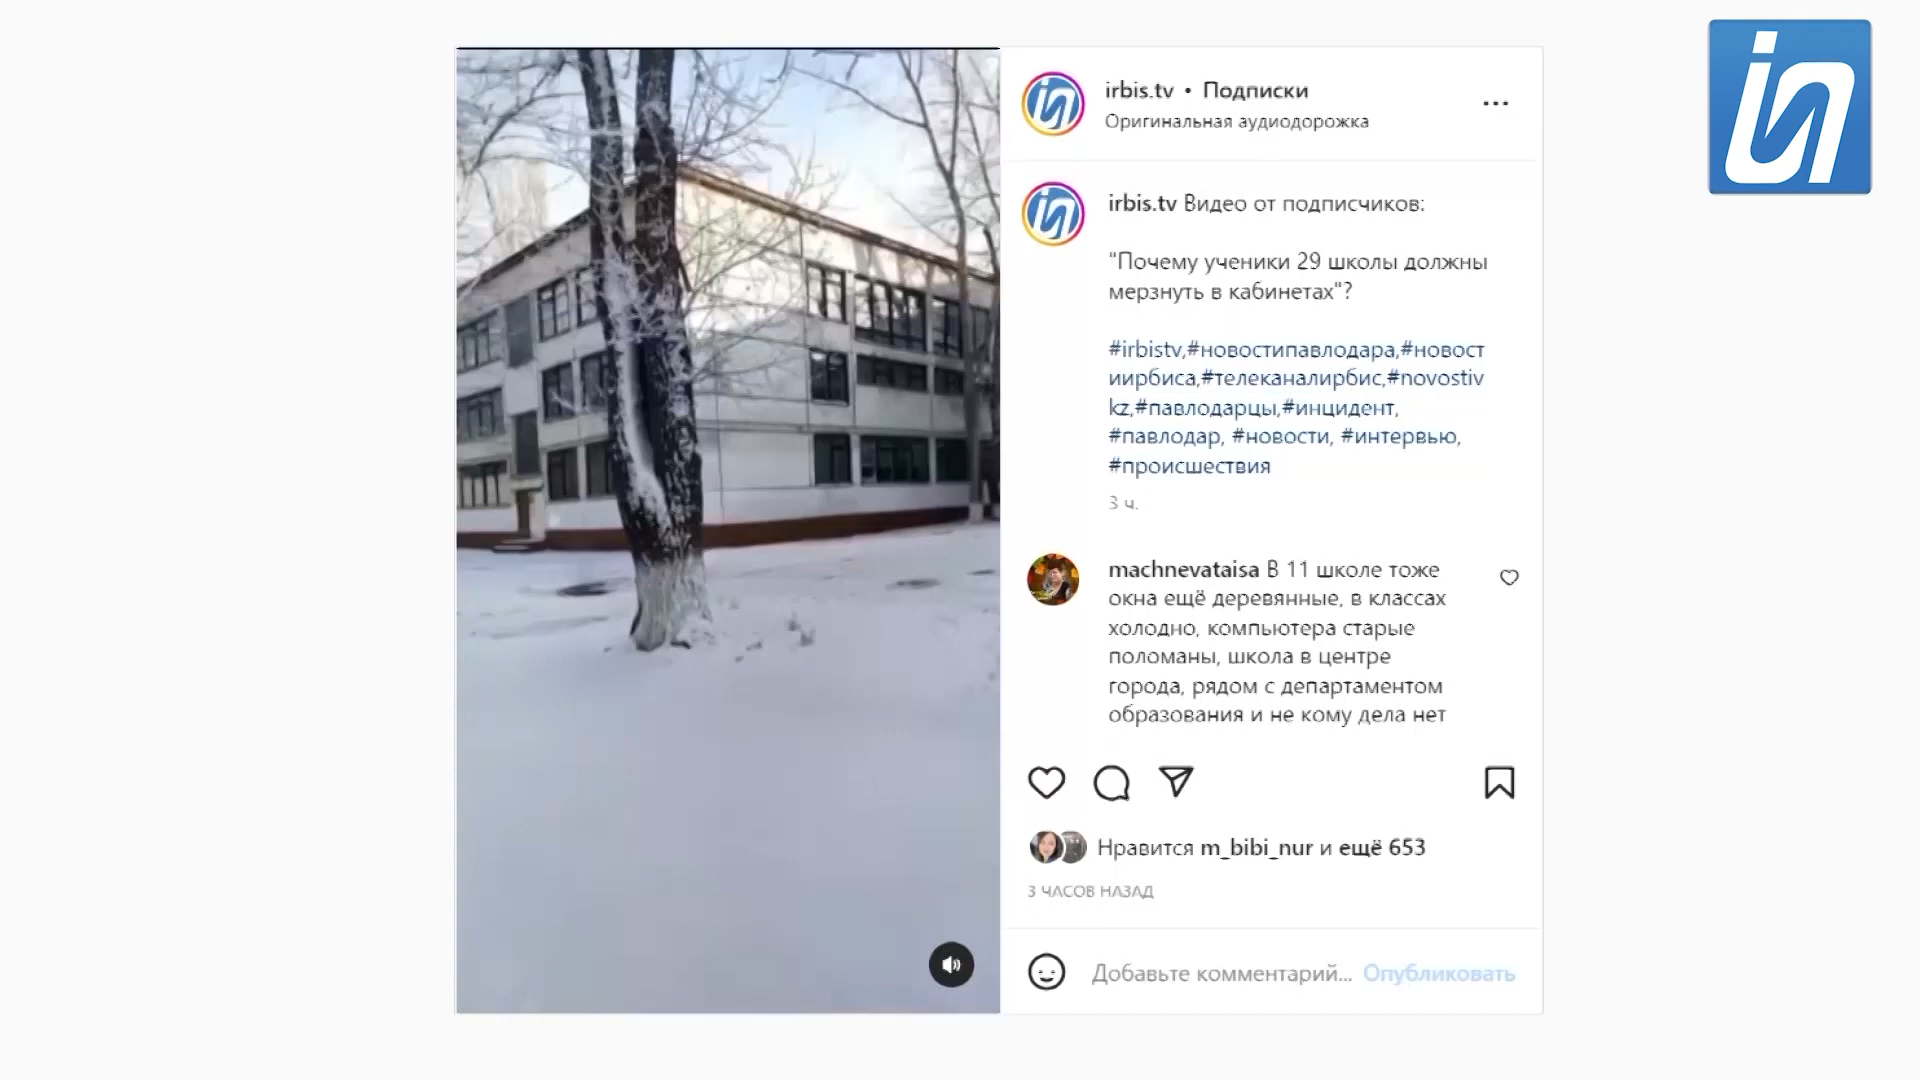 irbis.tv • Подписки
Оригинальная аудиодорожка
irbis.tv Видео от подписчиков:
"Почему ученики 29 школы должны
мерзнуть в кабинетах"?
#irbistv,#новостипавлодара,#новост
иирбиса,#телеканалирбис,#novostiv
kz,#павлодарцы,#инцидент,
#павлодар, #новости, #интервью,
#происшествия
3 ч.
machnevataisa В 11 школе тоже
окна ещё деревянные, в классах
холодно, компьютера старые
поломаны, школа в центре
города, рядом с департаментом
образования и не кому дела нет
Нравится m_bibi_nur и ещё 653
3 ЧАСОВ НАЗАД
Добавьте комментарий... Опубликовать